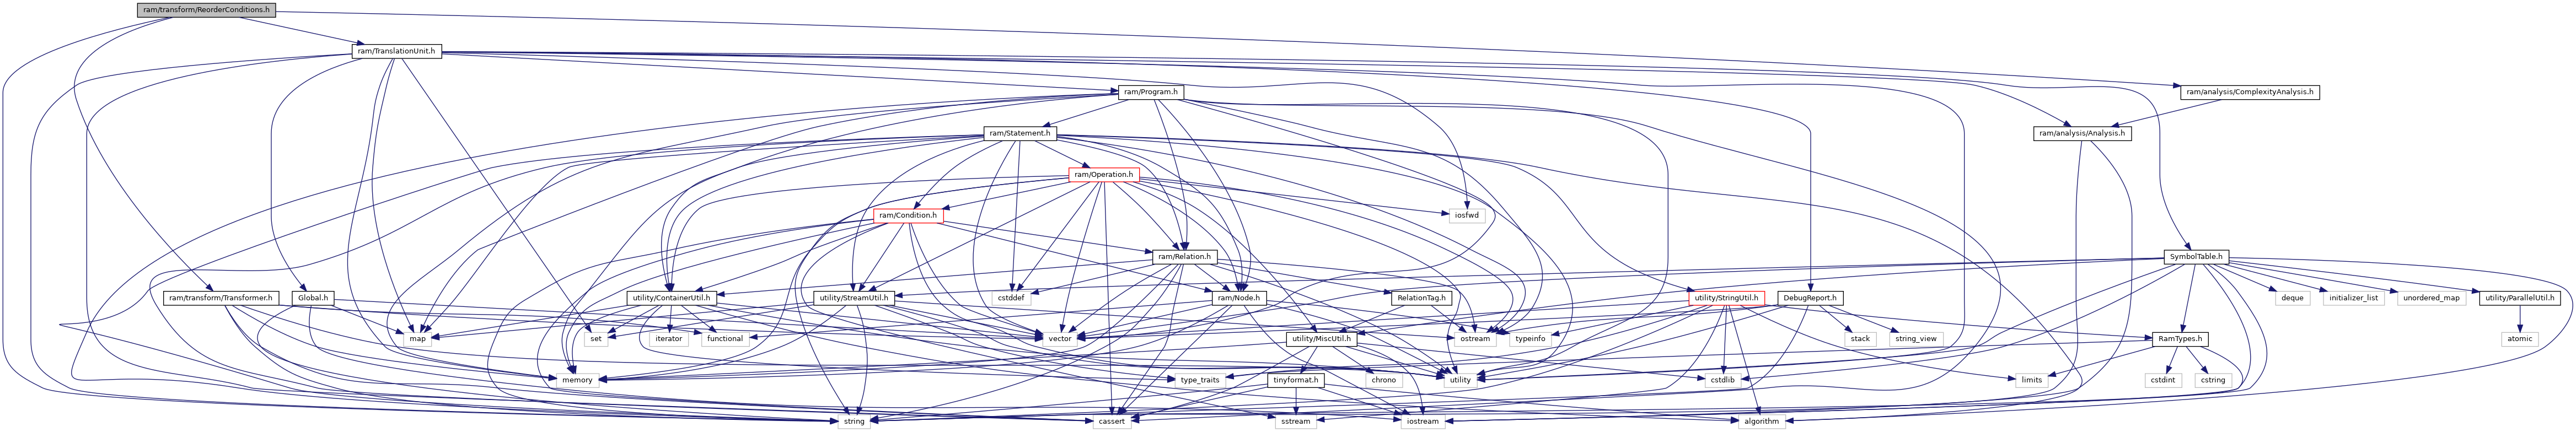 ram/transform/ReorderConditions.h
ram/TranslationUnit.h
ram/Program.h
ram/analysis/ComplexityAnalysis.h
ram/Statement.h
ram/analysis/Analysis.h
ram/Operation.h
ram/Condition.h
iosfwd
ram/Relation.h
SymbolTable.h
ram/transform/Transformer.h
Global.h
utility/ContainerUtil.h
utility/StreamUtil.h
cstddef
ram/Node.h
RelationTag.h
utility/StringUtil.h
DebugReport.h
deque
initializer_list
unordered_map
utility/ParallelUtil.h
map
set
iterator
functional
vector
utility/MiscUtil.h
ostream
typeinfo
stack
string_view
RamTypes.h
atomic
memory
type_traits
tinyformat.h
chrono
utility
cstdlib
limits
cstdint
cstring
string
cassert
sstream
iostream
algorithm